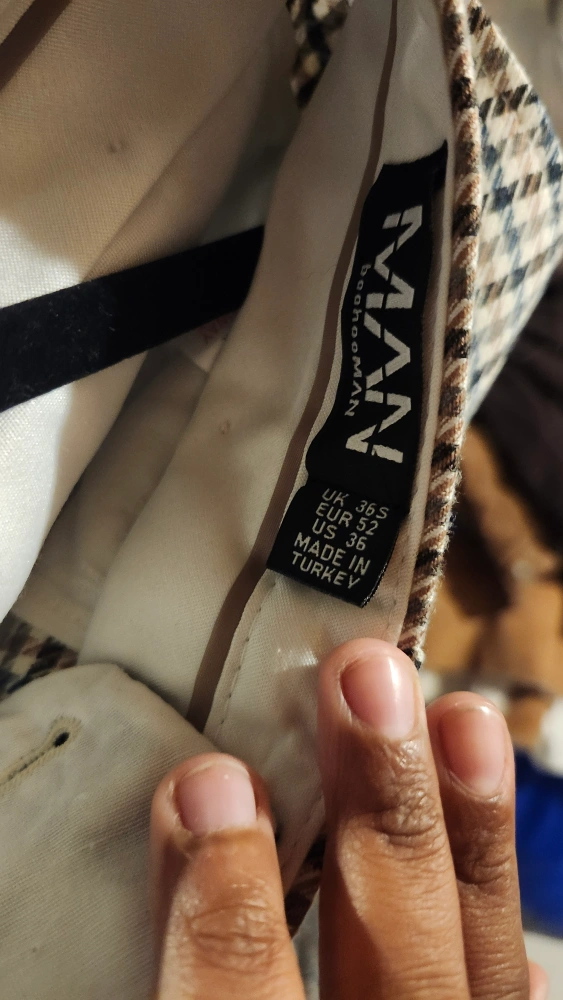 MAN
boohooMAN
UK 36S
EUR 52
US 36
MADE IN
TURKEY